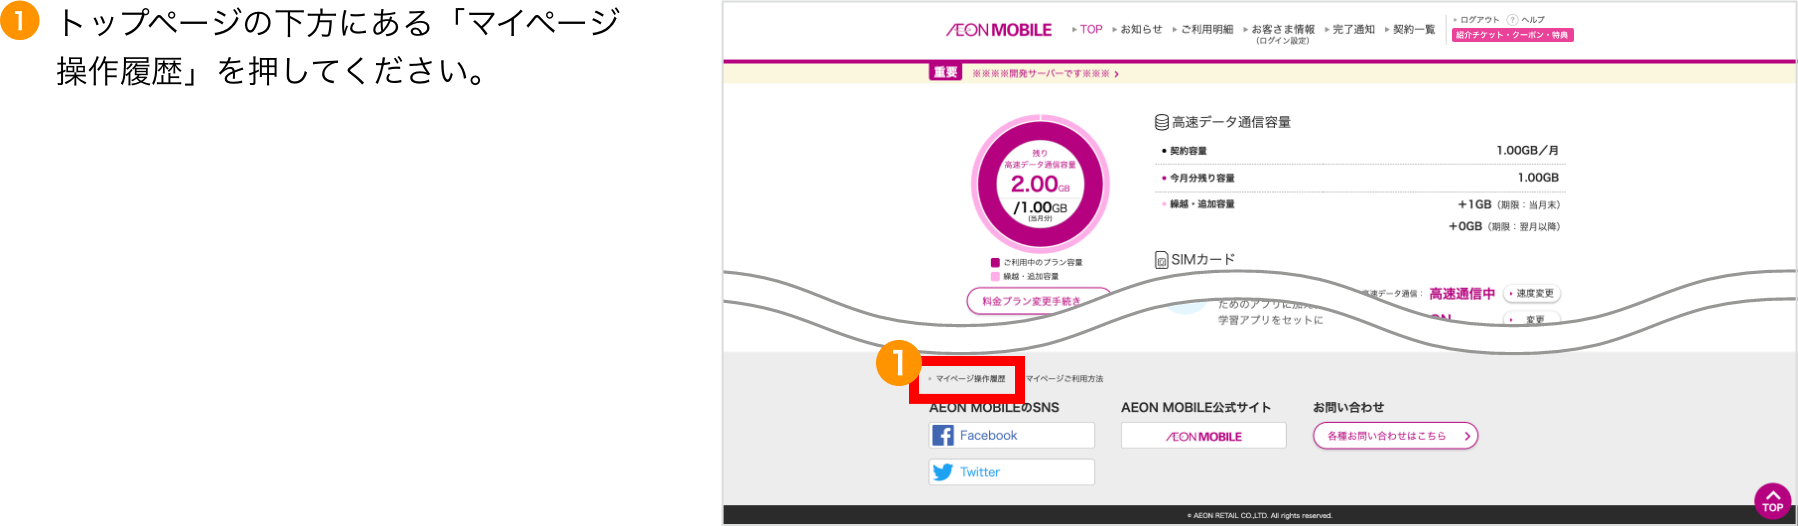 1 トップページの下方にある「マイページ
操作履歴」を押してください。
AEON MOBILE
TOP お知らせ ご利用明細 お客さま情報 完了通知 契約一覧
(ログイン設定)
ログアウト ? ヘルプ
紹介チケット・クーポン・特典
重要 ※※※※開発サーバーです※※※
残り
高速データ通信容量
2.00GB
/1.00GB
(当月分)
ご利用中のプラン容量
繰越・追加容量
料金プラン変更手続き
高速データ通信容量
契約容量 1.00GB／月
今月分残り容量 1.00GB
繰越・追加容量 +1GB（期限：当月末）
+0GB（期限：翌月以降）
SIMカード
高速データ通信： 高速通信中 速度変更
ためのアプリに加え
学習アプリをセットに
ON 変更
1
マイページ操作履歴 マイページご利用方法
AEON MOBILEのSNS
Facebook
Twitter
AEON MOBILE公式サイト
AEON MOBILE
お問い合わせ
各種お問い合わせはこちら
TOP
© AEON RETAIL CO.,LTD. All rights reserved.